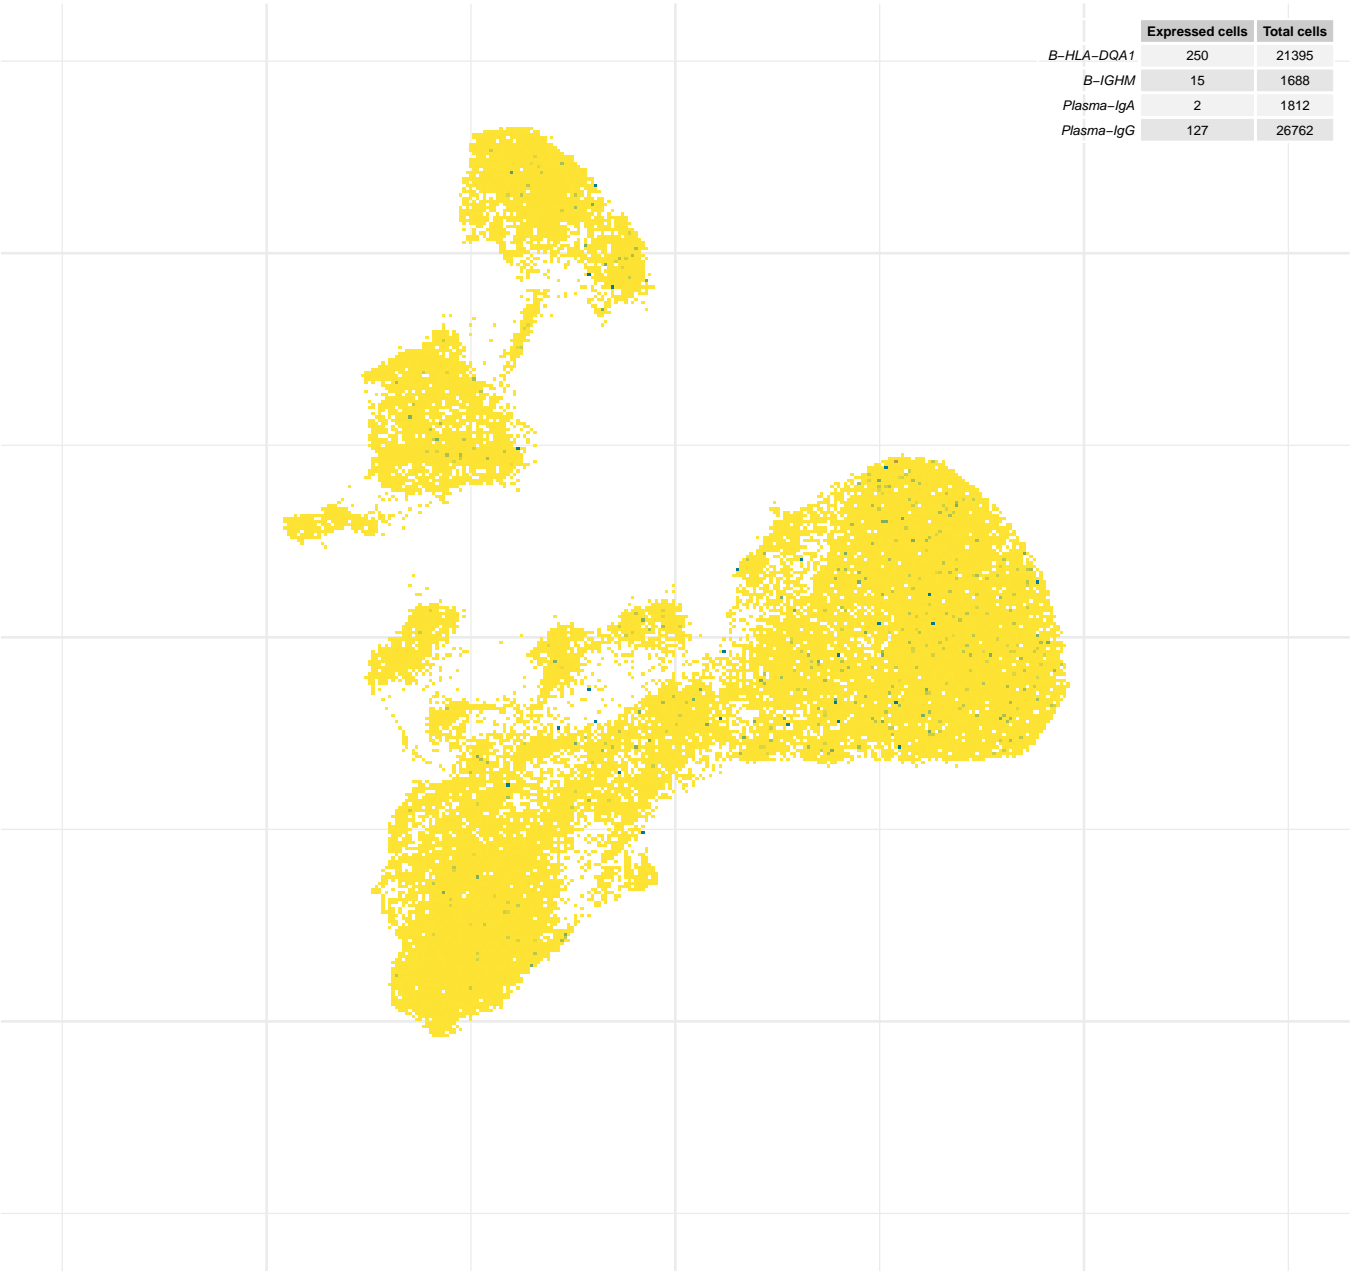 Expressed cells Total cells
B−HLA−DQA1 250 21395
B−IGHM 15 1688
Plasma−IgA 2 1812
Plasma−IgG 127 26762